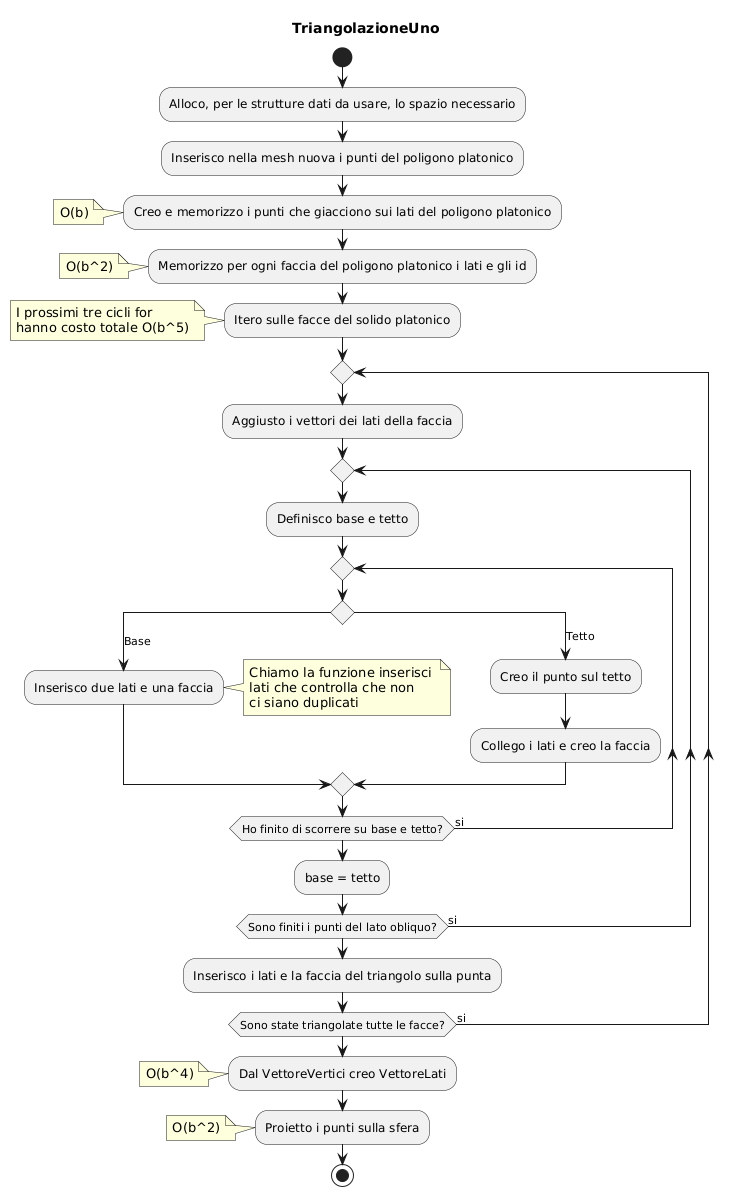 TriangolazioneUno
Alloco, per le strutture dati da usare, lo spazio necessario
Inserisco nella mesh nuova i punti del poligono platonico
O(b)
Creo e memorizzo i punti che giacciono sui lati del poligono platonico
O(b^2)
Memorizzo per ogni faccia del poligono platonico i lati e gli id
I prossimi tre cicli for
hanno costo totale O(b^5)
Itero sulle facce del solido platonico
Aggiusto i vettori dei lati della faccia
Definisco base e tetto
Base
Tetto
Inserisco due lati e una faccia
Chiamo la funzione inserisci
lati che controlla che non
ci siano duplicati
Creo il punto sul tetto
Collego i lati e creo la faccia
Ho finito di scorrere su base e tetto?
si
base = tetto
Sono finiti i punti del lato obliquo?
si
Inserisco i lati e la faccia del triangolo sulla punta
Sono state triangolate tutte le facce?
si
O(b^4)
Dal VettoreVertici creo VettoreLati
O(b^2)
Proietto i punti sulla sfera